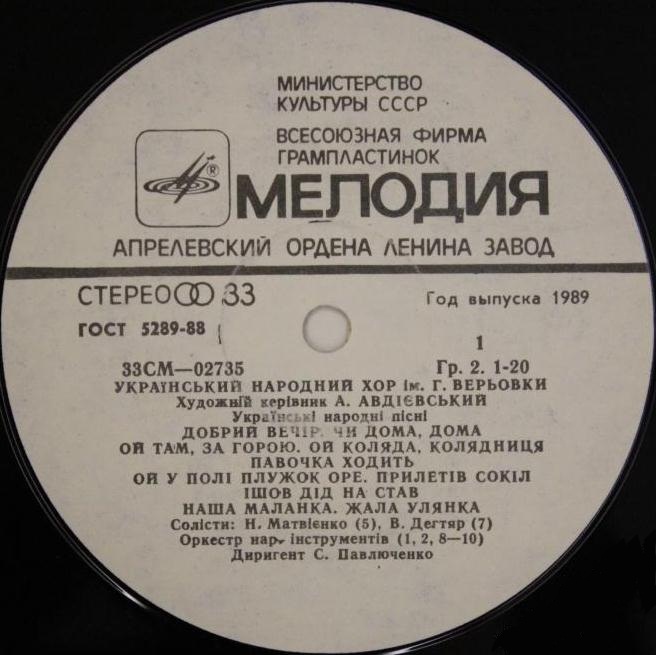 МИНИСТЕРСТВО
КУЛЬТУРЫ СССР
ВСЕСОЮЗНАЯ ФИРМА
ГРАМПЛАСТИНОК
®
МЕЛОДИЯ
АПРЕЛЕВСКИЙ ОРДЕНА ЛЕНИНА ЗАВОД
СТЕРЕО 33
Год выпуска 1989
ГОСТ 5289-88
1
33СМ—02735
Гр. 2. 1-20
УКРАЇНСЬКИЙ НАРОДНИЙ ХОР ім. Г. ВЕРЬОВКИ
Художній керівник А. АВДІЄВСЬКИЙ
Українські народні пісні
ДОБРИЙ ВЕЧІР. ЧИ ДОМА, ДОМА
ОЙ ТАМ, ЗА ГОРОЮ. ОЙ КОЛЯДА, КОЛЯДНИЦЯ
ПАВОЧКА ХОДИТЬ
ОЙ У ПОЛІ ПЛУЖОК ОРЕ. ПРИЛЕТІВ СОКІЛ
ІШОВ ДІД НА СТАВ
НАША МАЛАНКА. ЖАЛА УЛЯНКА
Солісти: Н. Матвієнко (5), В. Дегтяр (7)
Оркестр нар. інструментів (1, 2, 8—10)
Диригент С. Павлюченко